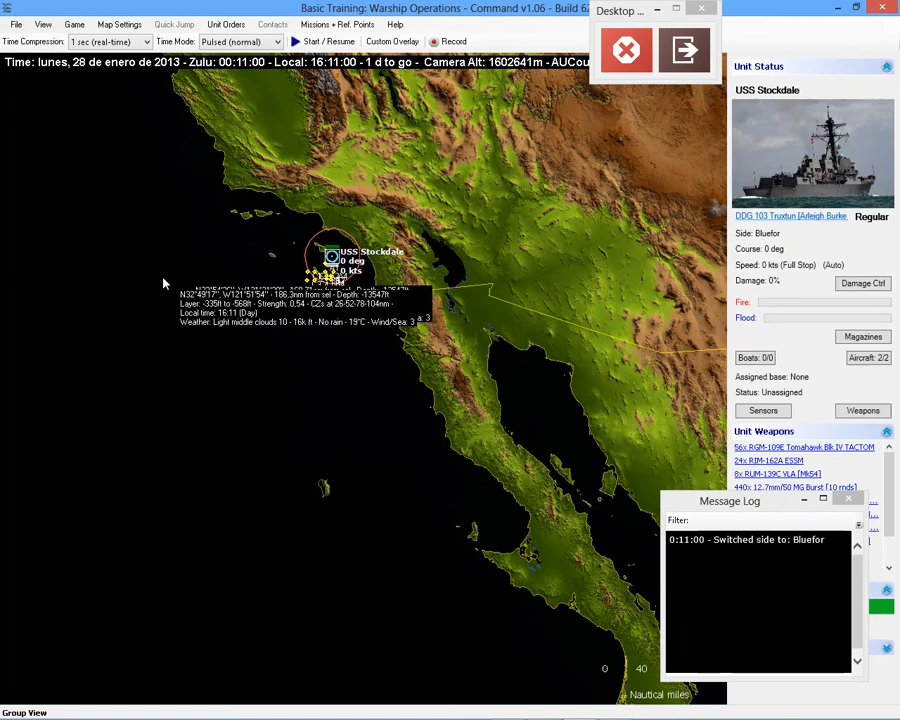 Basic Training: Warship Operations - Command v1.06 - Build 6
Desktop ...
File View Game Map Settings Quick Jump Unit Orders Contacts Missions + Ref. Points Help
Time Compression: 1 sec (real-time) Time Mode: Pulsed (normal) Start / Resume Custom Overlay Record
Time: lunes, 28 de enero de 2013 - Zulu: 00:11:00 - Local: 16:11:00 - 1 d to go - Camera Alt: 1602641m - AUCou
Unit Status
USS Stockdale
DDG 103 Truxtun [Arleigh Burke
Regular
Side: Bluefor
Course: 0 deg
Speed: 0 kts (Full Stop) (Auto)
Damage: 0%
Damage Ctrl
Fire:
Flood:
Magazines
Boats: 0/0
Aircraft: 2/2
Assigned base: None
Status: Unassigned
Sensors
Weapons
Unit Weapons
56x RGM-109E Tomahawk Blk IV TACTOM
24x RIM-162A ESSM
8x RUM-139C VLA [Mk54]
440x 12.7mm/50 MG Burst [10 rnds]
USS Stockdale
0 deg
0 kts
N32°49'17", W121°51'54" - 186,3nm from sel - Depth: -13547ft
Layer: -335ft to -568ft - Strength: 0,54 - CZs at 26-52-78-104nm -
Local time: 16:11 (Day)
Weather: Light middle clouds 10 - 16k ft - No rain - 19°C - Wind/Sea: 3
a: 3
Message Log
Filter:
0:11:00 - Switched side to: Bluefor
0 40
Nautical miles
Group View